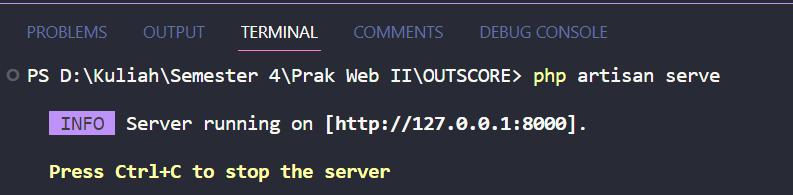 PROBLEMS OUTPUT TERMINAL COMMENTS DEBUG CONSOLE
PS D:\Kuliah\Semester 4\Prak Web II\OUTSCORE> php artisan serve
INFO Server running on [http://127.0.0.1:8000].
Press Ctrl+C to stop the server